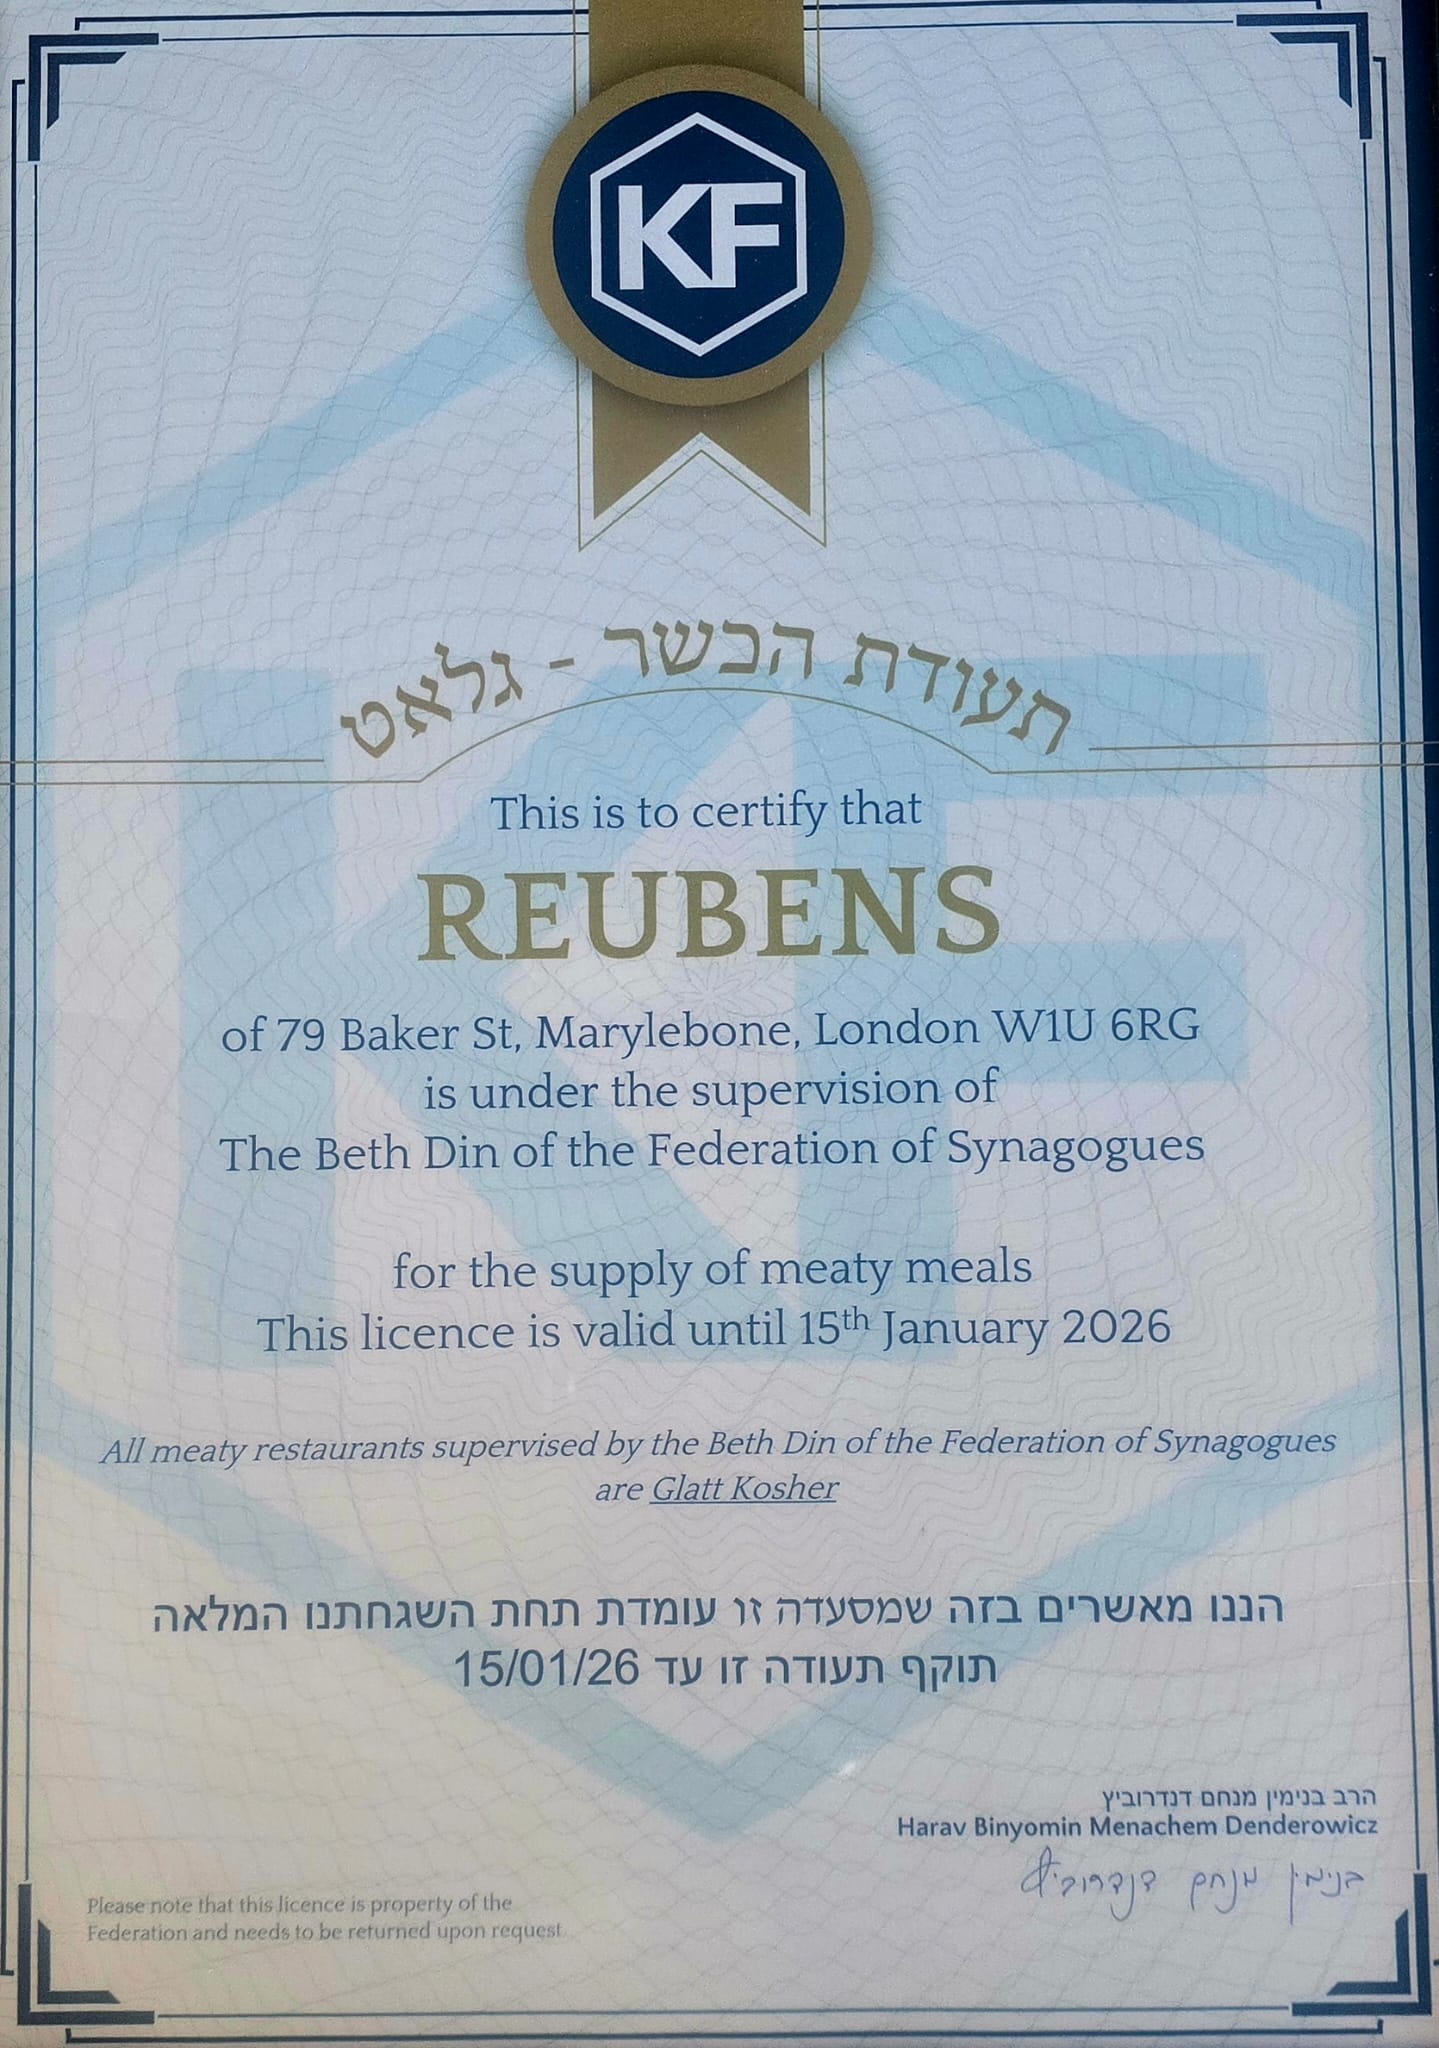 KF
תעודת הכשר - גלאט
This is to certify that
REUBENS
of 79 Baker St, Marylebone, London W1U 6RG
is under the supervision of
The Beth Din of the Federation of Synagogues
for the supply of meaty meals
This licence is valid until 15th January 2026
All meaty restaurants supervised by the Beth Din of the Federation of Synagogues
are Glatt Kosher
הננו מאשרים בזה שמסעדה זו עומדת תחת השגחתנו המלאה
תוקף תעודה זו עד 15/01/26
הרב בנימין מנחם דנדרוביץ
Harav Binyomin Menachem Denderowicz
בנימין מנחם דנדרוביץ
Please note that this licence is property of the
Federation and needs to be returned upon request.